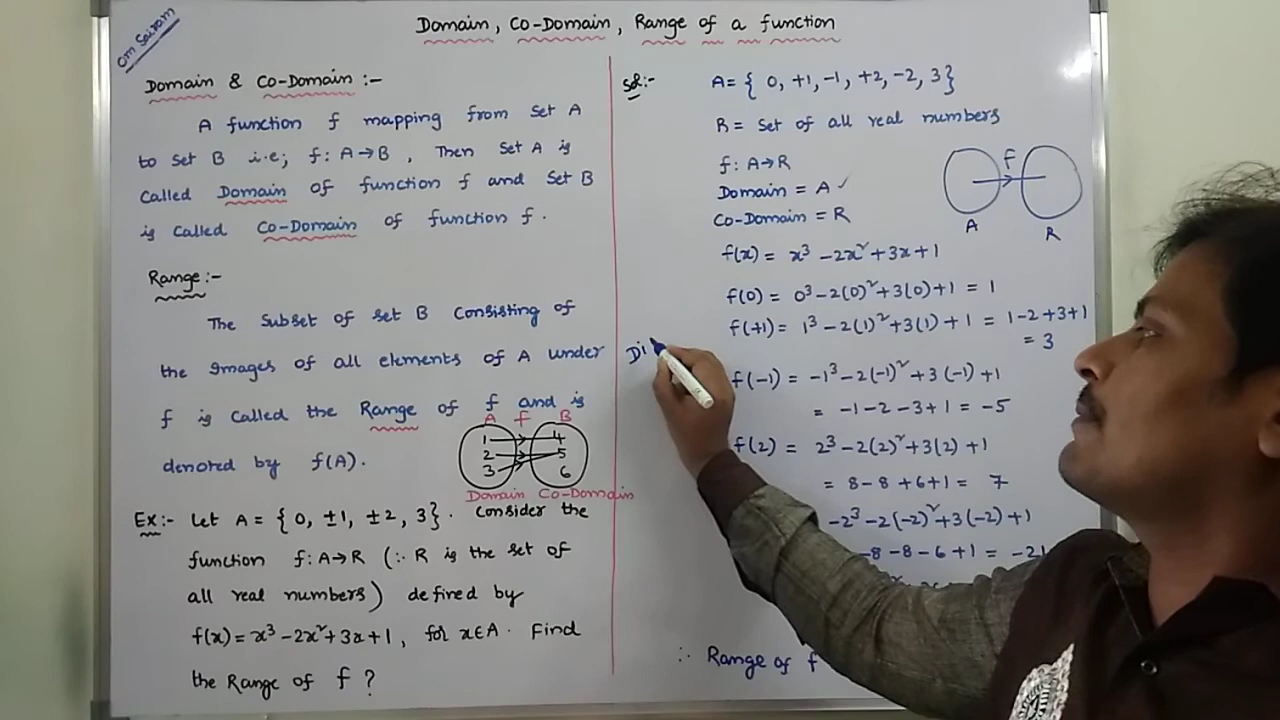 Om Sairam
Domain, Co-Domain, Range of a function
Domain & Co-Domain :-
A function f mapping from set A
to set B i.e; f: A→B , Then set A is
called Domain of function f and set B
is called Co-Domain of function f.
Range :-
The subset of set B consisting of
the Images of all elements of A under
f is called the Range of f and is
denoted by f(A).
A f B
1 4
2 5
3 6
Domain Co-Domain
Ex:- Let A = { 0, ±1, ±2, 3}. Consider the
function f: A→R (∵ R is the set of
all real numbers) defined by
f(x) = x³ - 2x² + 3x + 1, for x∈A. Find
the Range of f ?
Sol:-
A = { 0, +1, -1, +2, -2, 3}
R = Set of all real numbers
f: A→R
Domain = A ✓
Co-Domain = R
f
A R
f(x) = x³ - 2x² + 3x + 1
f(0) = 0³ - 2(0)² + 3(0) + 1 = 1
f(+1) = 1³ - 2(1)² + 3(1) + 1 = 1-2+3+1
= 3
Di
f(-1) = -1³ - 2(-1)² + 3(-1) + 1
= -1 - 2 - 3 + 1 = -5
f(2) = 2³ - 2(2)² + 3(2) + 1
= 8 - 8 + 6 + 1 = 7
-2³ - 2(-2)² + 3(-2) + 1
-8 - 8 - 6 + 1 = -21
∴ Range of f